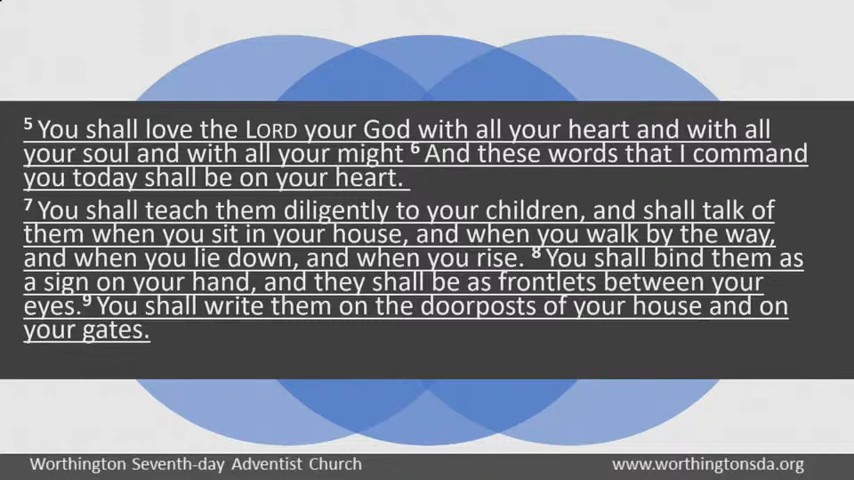 ⁵ You shall love the LORD your God with all your heart and with all
your soul and with all your might ⁶ And these words that I command
you today shall be on your heart.
⁷ You shall teach them diligently to your children, and shall talk of
them when you sit in your house, and when you walk by the way,
and when you lie down, and when you rise. ⁸ You shall bind them as
a sign on your hand, and they shall be as frontlets between your
eyes.⁹ You shall write them on the doorposts of your house and on
your gates.
Worthington Seventh-day Adventist Church
www.worthingtonsda.org